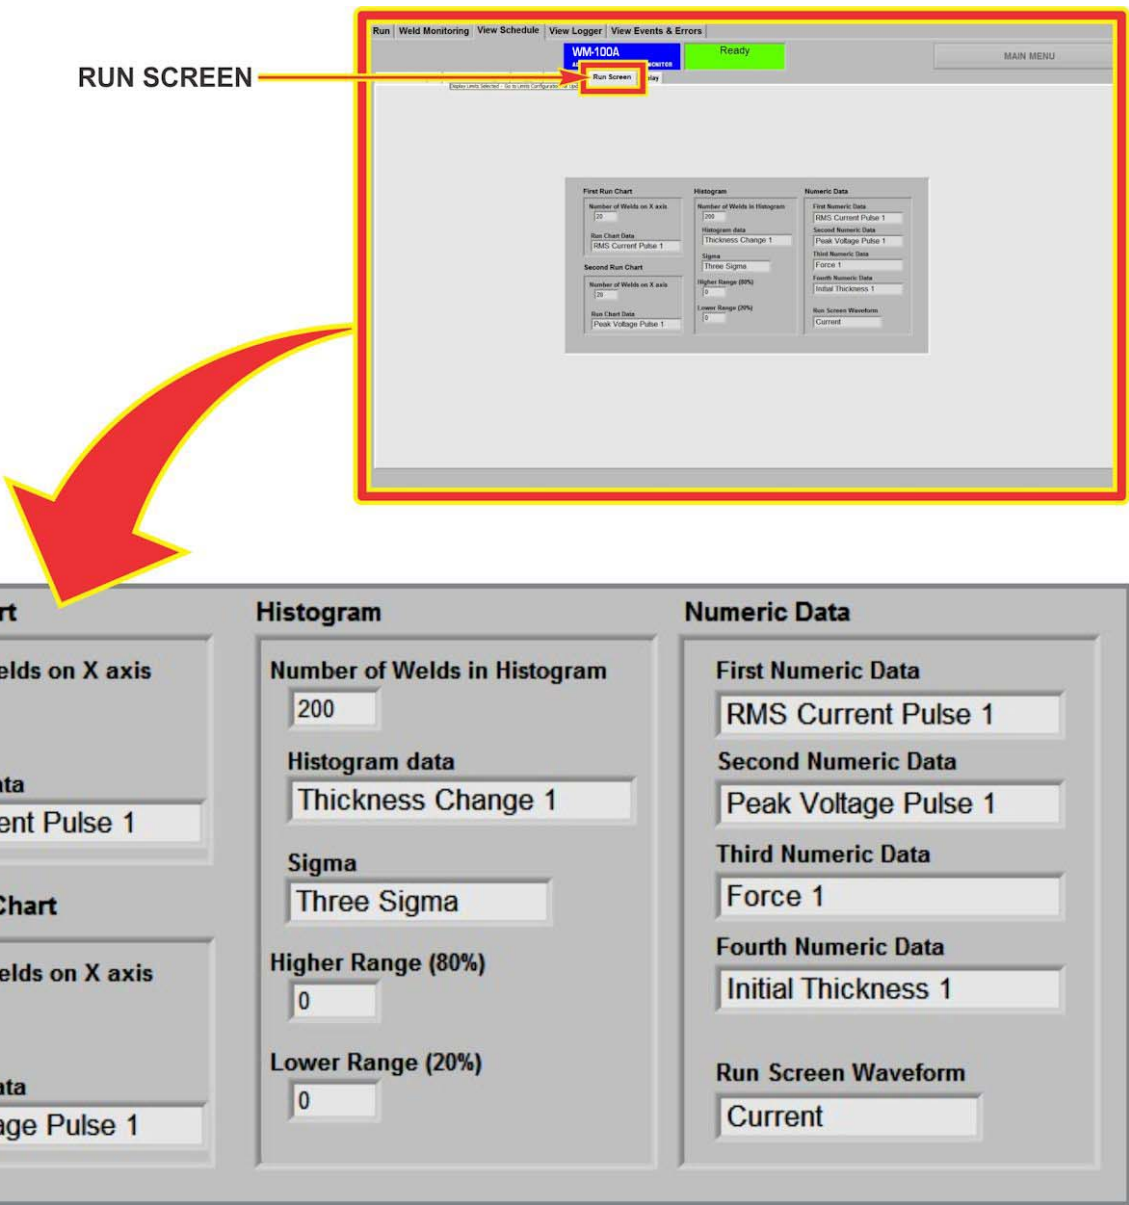 Run Weld Monitoring View Schedule View Logger View Events & Errors
WM-100A
Ready
MAIN MENU
RUN SCREEN
Run Screen
First Run Chart
Number of Welds on X axis
20
Run Chart Data
RMS Current Pulse 1
Second Run Chart
Number of Welds on X axis
20
Run Chart Data
Peak Voltage Pulse 1
Histogram
Number of Welds in Histogram
200
Histogram data
Thickness Change 1
Sigma
Three Sigma
Higher Range (80%)
0
Lower Range (20%)
0
Numeric Data
First Numeric Data
RMS Current Pulse 1
Second Numeric Data
Peak Voltage Pulse 1
Third Numeric Data
Force 1
Fourth Numeric Data
Initial Thickness 1
Run Screen Waveform
Current
rt
elds on X axis
ata
ent Pulse 1
Chart
elds on X axis
ata
age Pulse 1
Histogram
Number of Welds in Histogram
200
Histogram data
Thickness Change 1
Sigma
Three Sigma
Higher Range (80%)
0
Lower Range (20%)
0
Numeric Data
First Numeric Data
RMS Current Pulse 1
Second Numeric Data
Peak Voltage Pulse 1
Third Numeric Data
Force 1
Fourth Numeric Data
Initial Thickness 1
Run Screen Waveform
Current